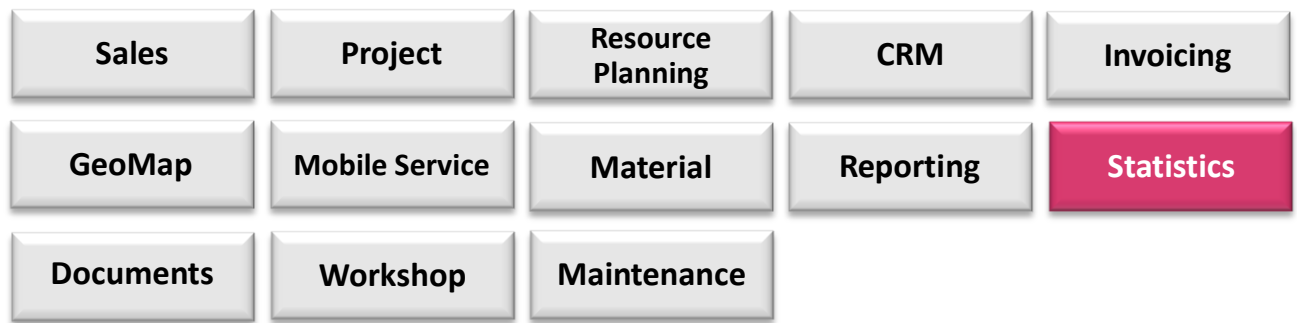 Sales
Project
Resource
Planning
CRM
Invoicing
GeoMap
Mobile Service
Material
Reporting
Statistics
Documents
Workshop
Maintenance